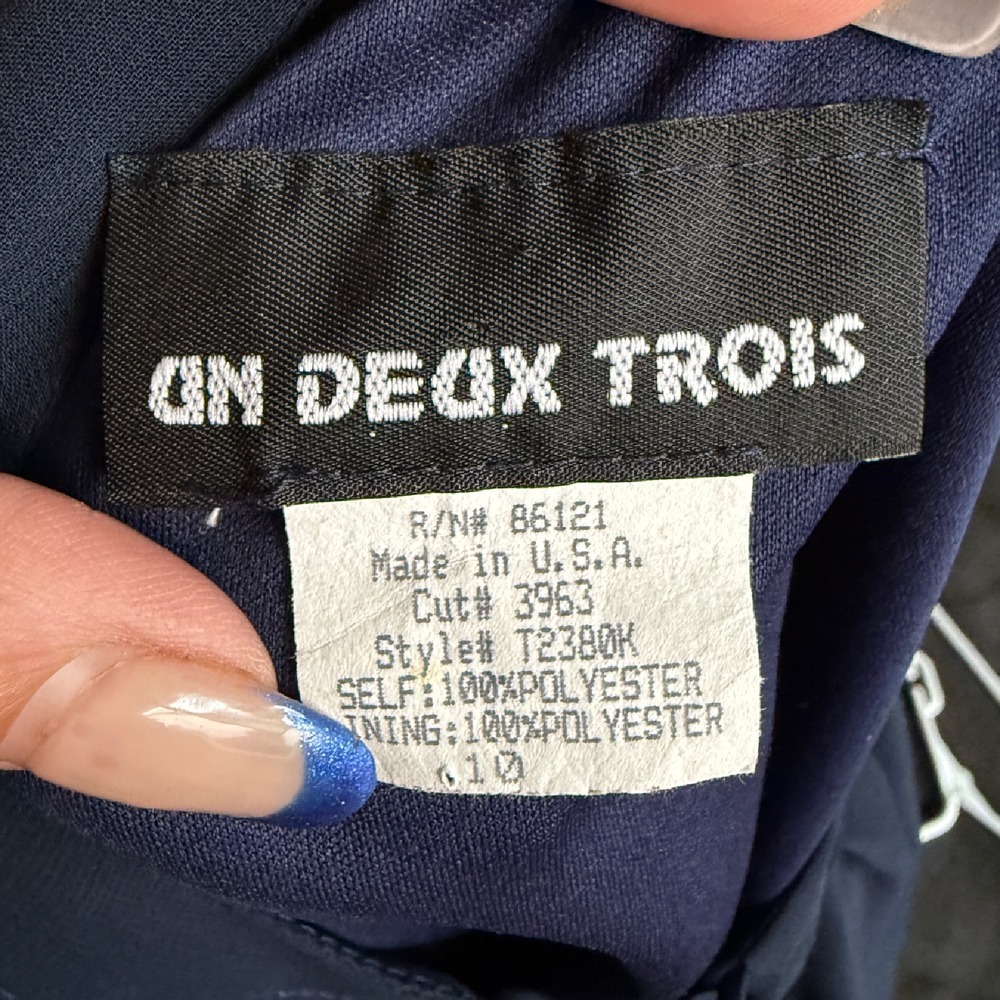 UN DEUX TROIS
R/N# 86121
Made in U.S.A.
Cut# 3963
Style# T2380K
SELF:100%POLYESTER
INING:100%POLYESTER
10